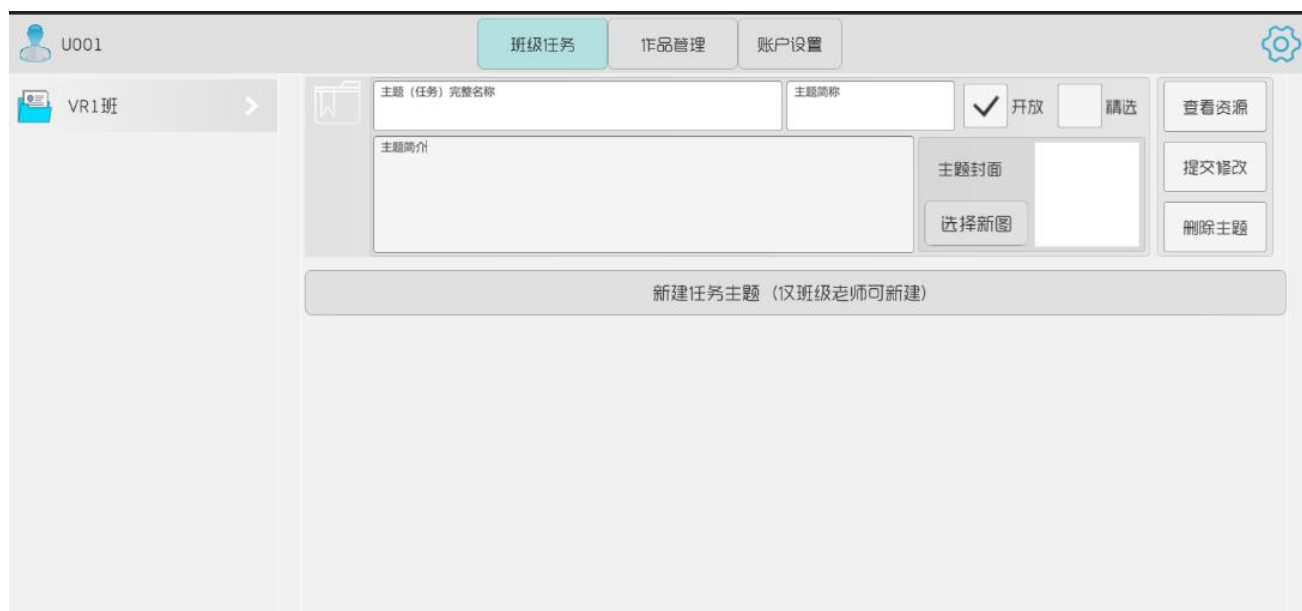 U001
班级任务
作品管理
账户设置
VR1班
主题（任务）完整名称
主题简称
开放
精选
查看资源
主题简介
主题封面
提交修改
选择新图
删除主题
新建任务主题（仅班级老师可新建）